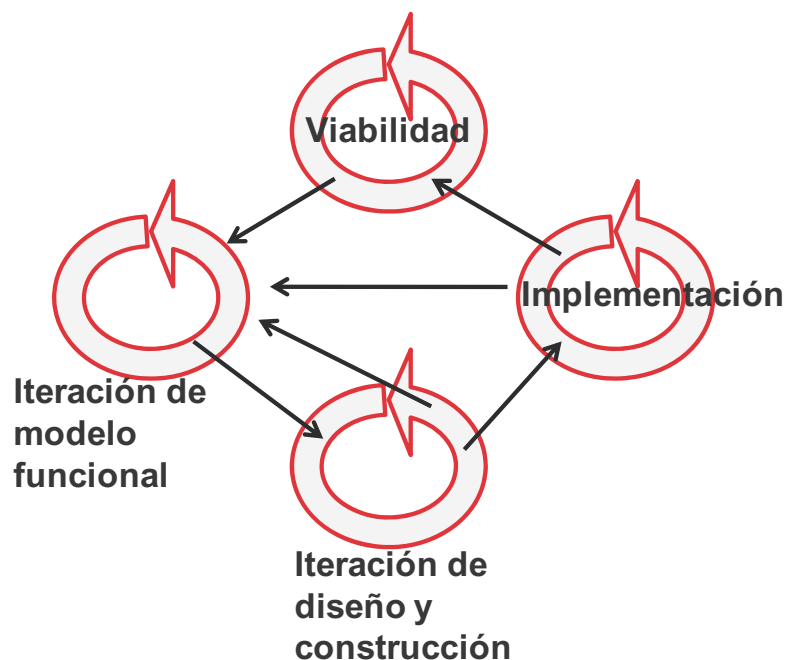 Viabilidad
Implementación
Iteración de
modelo
funcional
Iteración de
diseño y
construcción